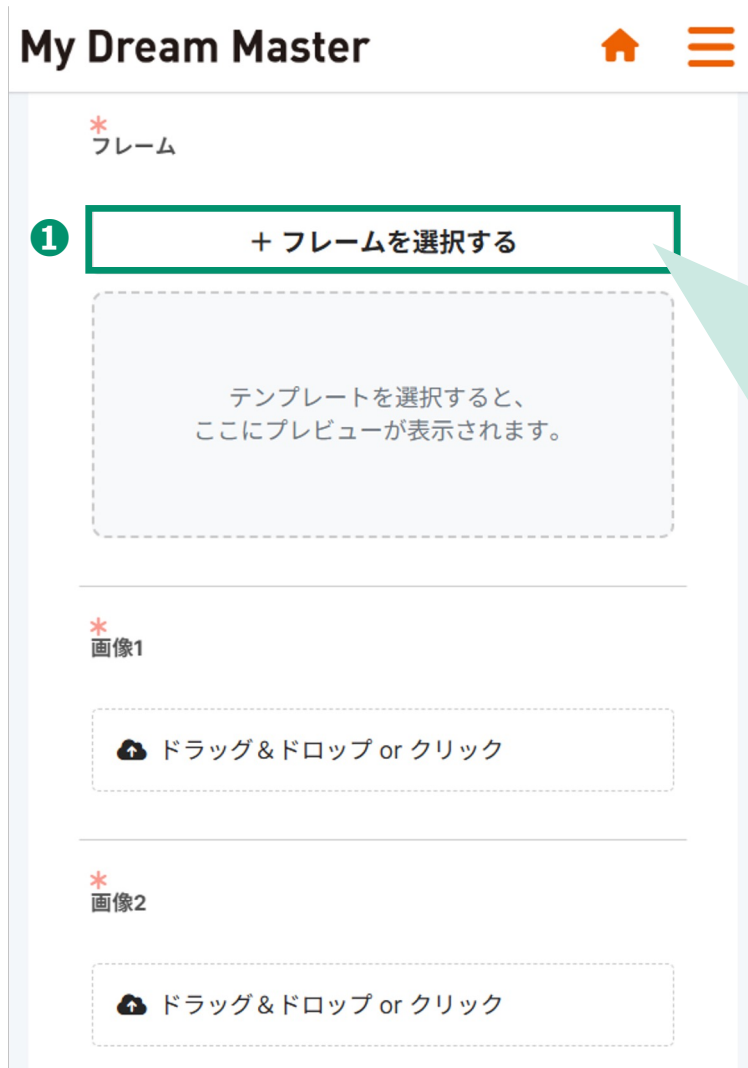 My Dream Master
*
フレーム
❶
＋ フレームを選択する
テンプレートを選択すると、
ここにプレビューが表示されます。
*
画像1
ドラッグ＆ドロップ or クリック
*
画像2
ドラッグ＆ドロップ or クリック